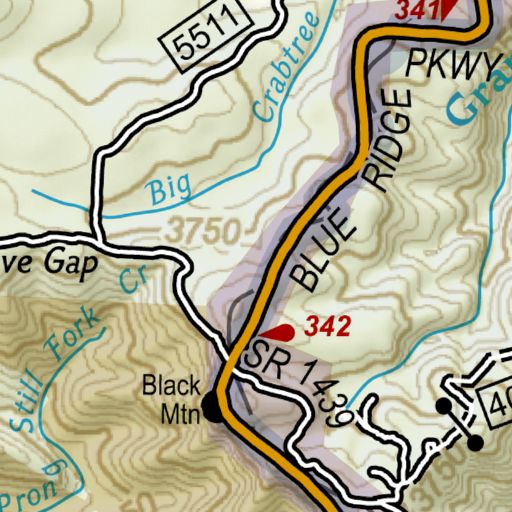 341
5511
Crabtree
PKWY
Gra
RIDGE
Big
3750
BLUE
ve Gap
Cr
342
Fork
SR 1439
Still
Black
Mtn
40
Prong